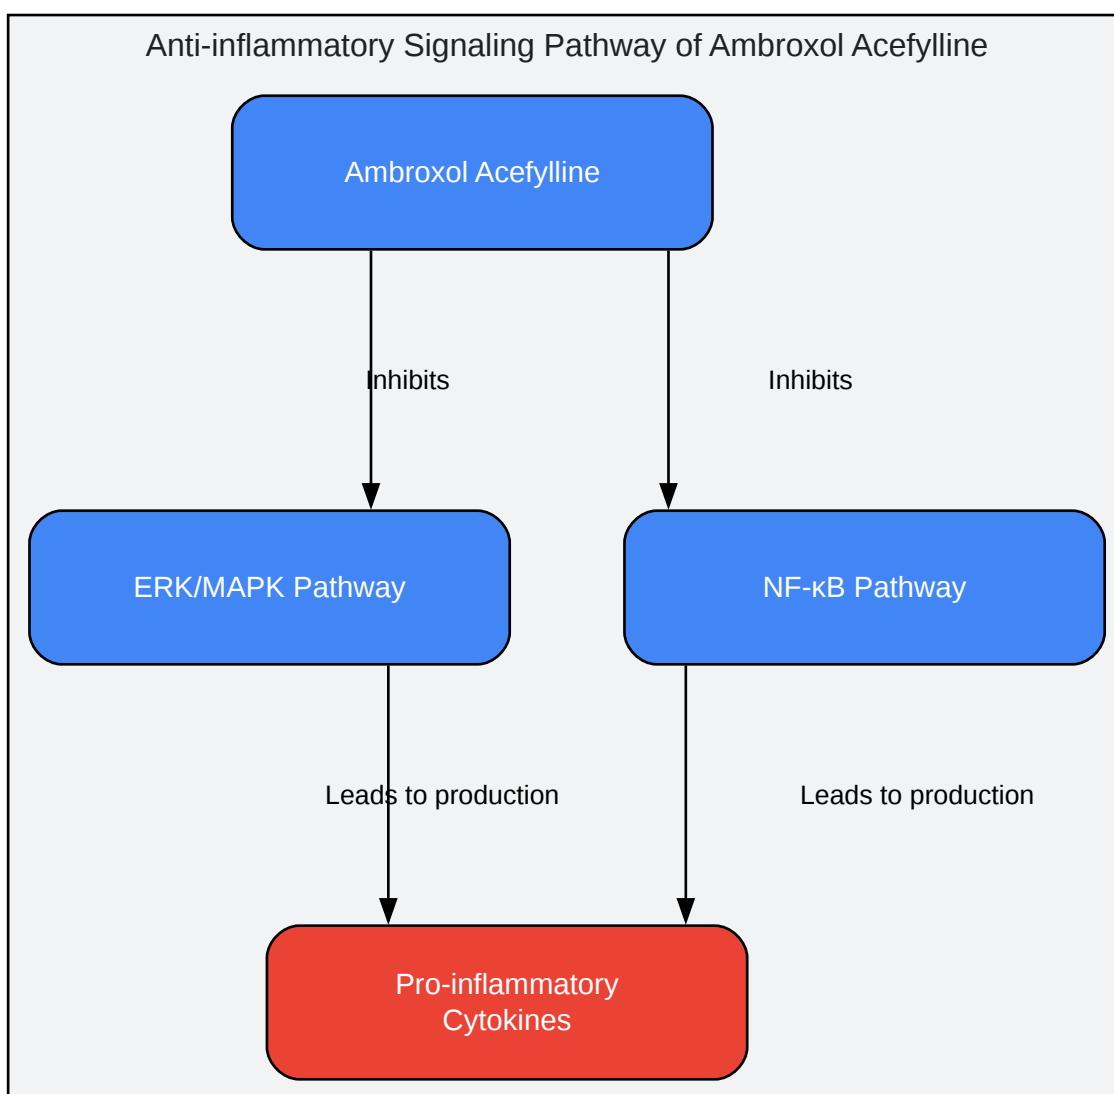 Anti-inflammatory Signaling Pathway of Ambroxol Acefylline
Ambroxol Acefylline
Inhibits
Inhibits
ERK/MAPK Pathway
NF-κB Pathway
Leads to production
Leads to production
Pro-inflammatory
Cytokines